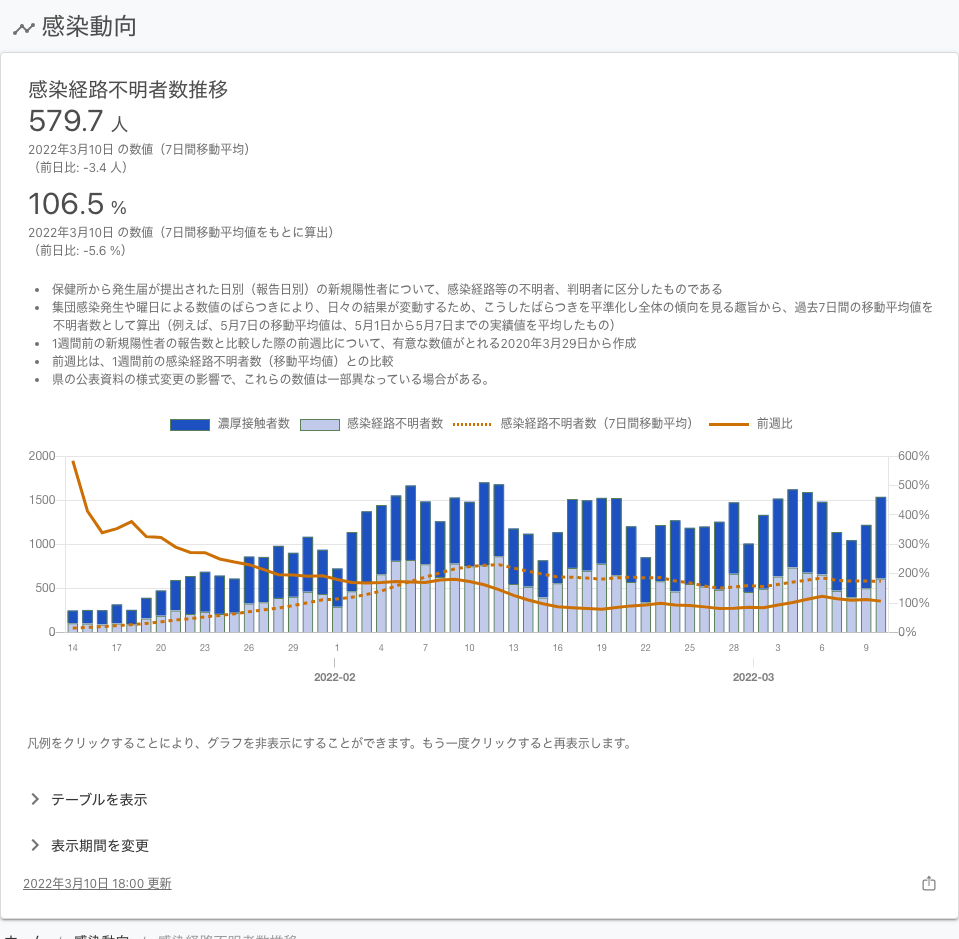 感染動向
感染経路不明者数推移
579.7 人
2022年3月10日 の数値（7日間移動平均）
（前日比: -3.4 人）
106.5 %
2022年3月10日 の数値（7日間移動平均値をもとに算出）
（前日比: -5.6 %）
• 保健所から発生届が提出された日別（報告日別）の新規陽性者について、感染経路等の不明者、判明者に区分したものである
• 集団感染発生や曜日による数値のばらつきにより、日々の結果が変動するため、こうしたばらつきを平準化し全体の傾向を見る趣旨から、過去7日間の移動平均値を
不明者数として算出（例えば、5月7日の移動平均値は、5月1日から5月7日までの実績値を平均したもの）
• 1週間前の新規陽性者の報告数と比較した際の前週比について、有意な数値がとれる2020年3月29日から作成
• 前週比は、1週間前の感染経路不明者数（移動平均値）との比較
• 県の公表資料の様式変更の影響で、これらの数値は一部異なっている場合がある。
濃厚接触者数 感染経路不明者数 感染経路不明者数（7日間移動平均） 前週比
2000 600%
500%
1500
400%
1000 300%
200%
500
100%
0 0%
14 17 20 23 26 29 1 4 7 10 13 16 19 22 25 28 3 6 9
2022-02 2022-03
凡例をクリックすることにより、グラフを非表示にすることができます。もう一度クリックすると再表示します。
テーブルを表示
表示期間を変更
2022年3月10日 18:00 更新
ホーム / 感染動向 / 感染経路不明者数推移